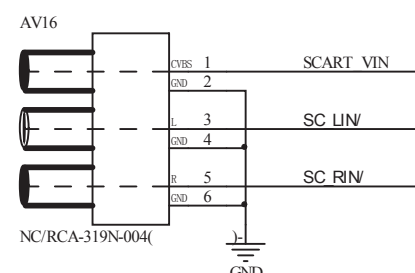 AV16
CVBS 1 SCART_VIN
GND 2
L 3 SC_LIN/
GND 4
R 5 SC_RIN/
GND 6
NC/RCA-319N-004( )-
GND